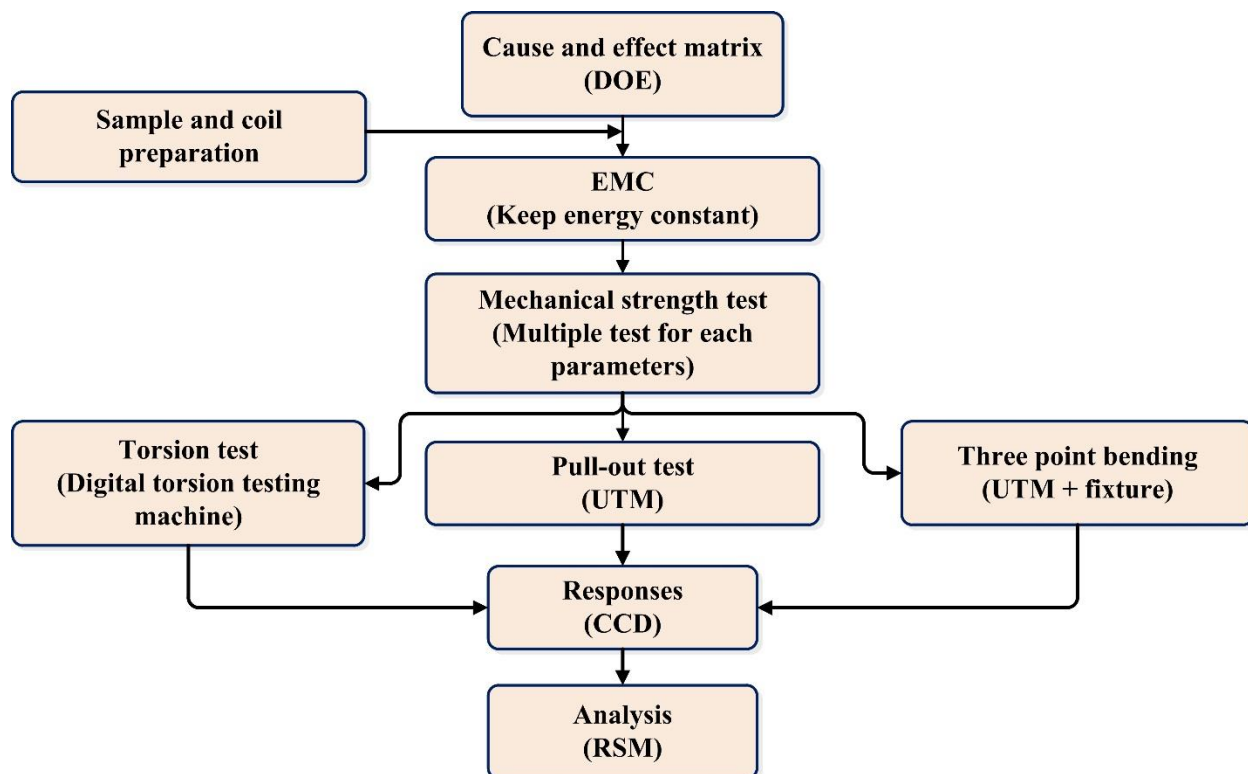 Cause and effect matrix
(DOE)
Sample and coil
preparation
EMC
(Keep energy constant)
Mechanical strength test
(Multiple test for each
parameters)
Torsion test
(Digital torsion testing
machine)
Pull-out test
(UTM)
Three point bending
(UTM + fixture)
Responses
(CCD)
Analysis
(RSM)